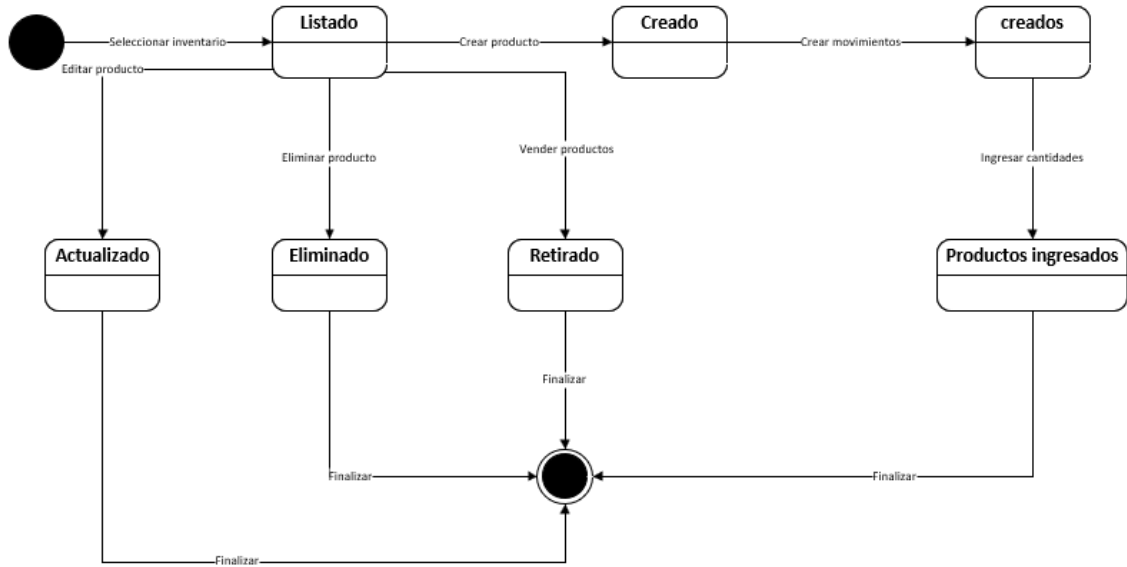 Listado
Creado
creados
Seleccionar inventario
Crear producto
Crear movimientos
Editar producto
Eliminar producto
Vender productos
Ingresar cantidades
Actualizado
Eliminado
Retirado
Productos ingresados
Finalizar
Finalizar
Finalizar
Finalizar